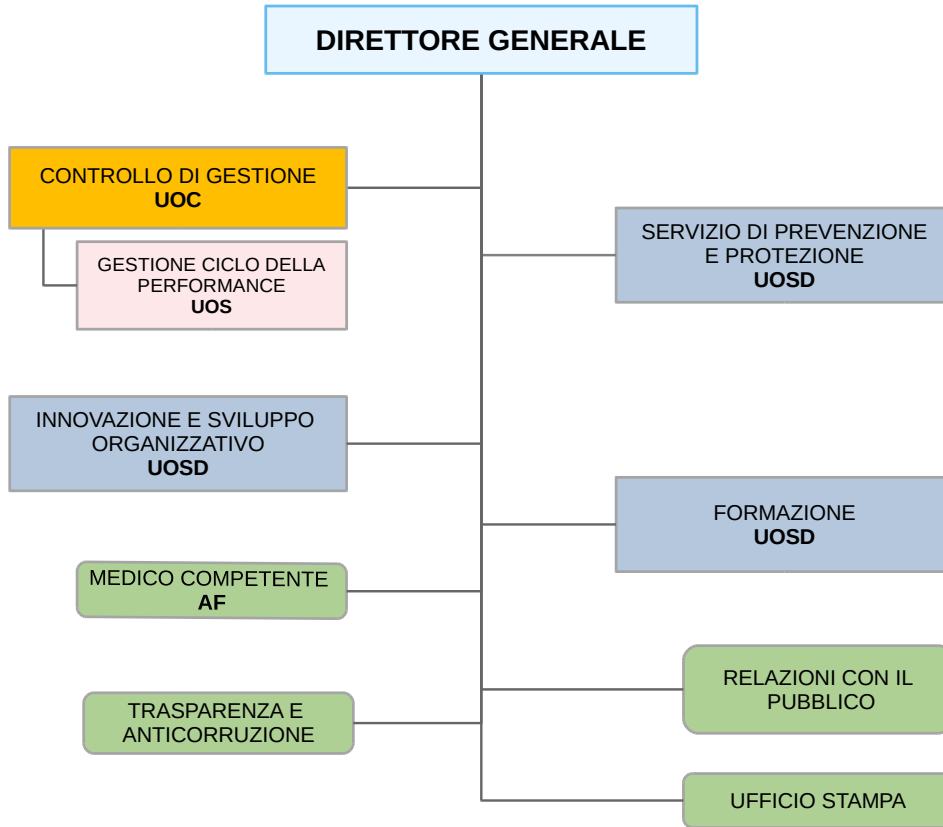 DIRETTORE GENERALE
CONTROLLO DI GESTIONE
UOC
GESTIONE CICLO DELLA
PERFORMANCE
UOS
SERVIZIO DI PREVENZIONE
E PROTEZIONE
UOSD
INNOVAZIONE E SVILUPPO
ORGANIZZATIVO
UOSD
FORMAZIONE
UOSD
MEDICO COMPETENTE
AF
RELAZIONI CON IL
PUBBLICO
TRASPARENZA E
ANTICORRUZIONE
UFFICIO STAMPA